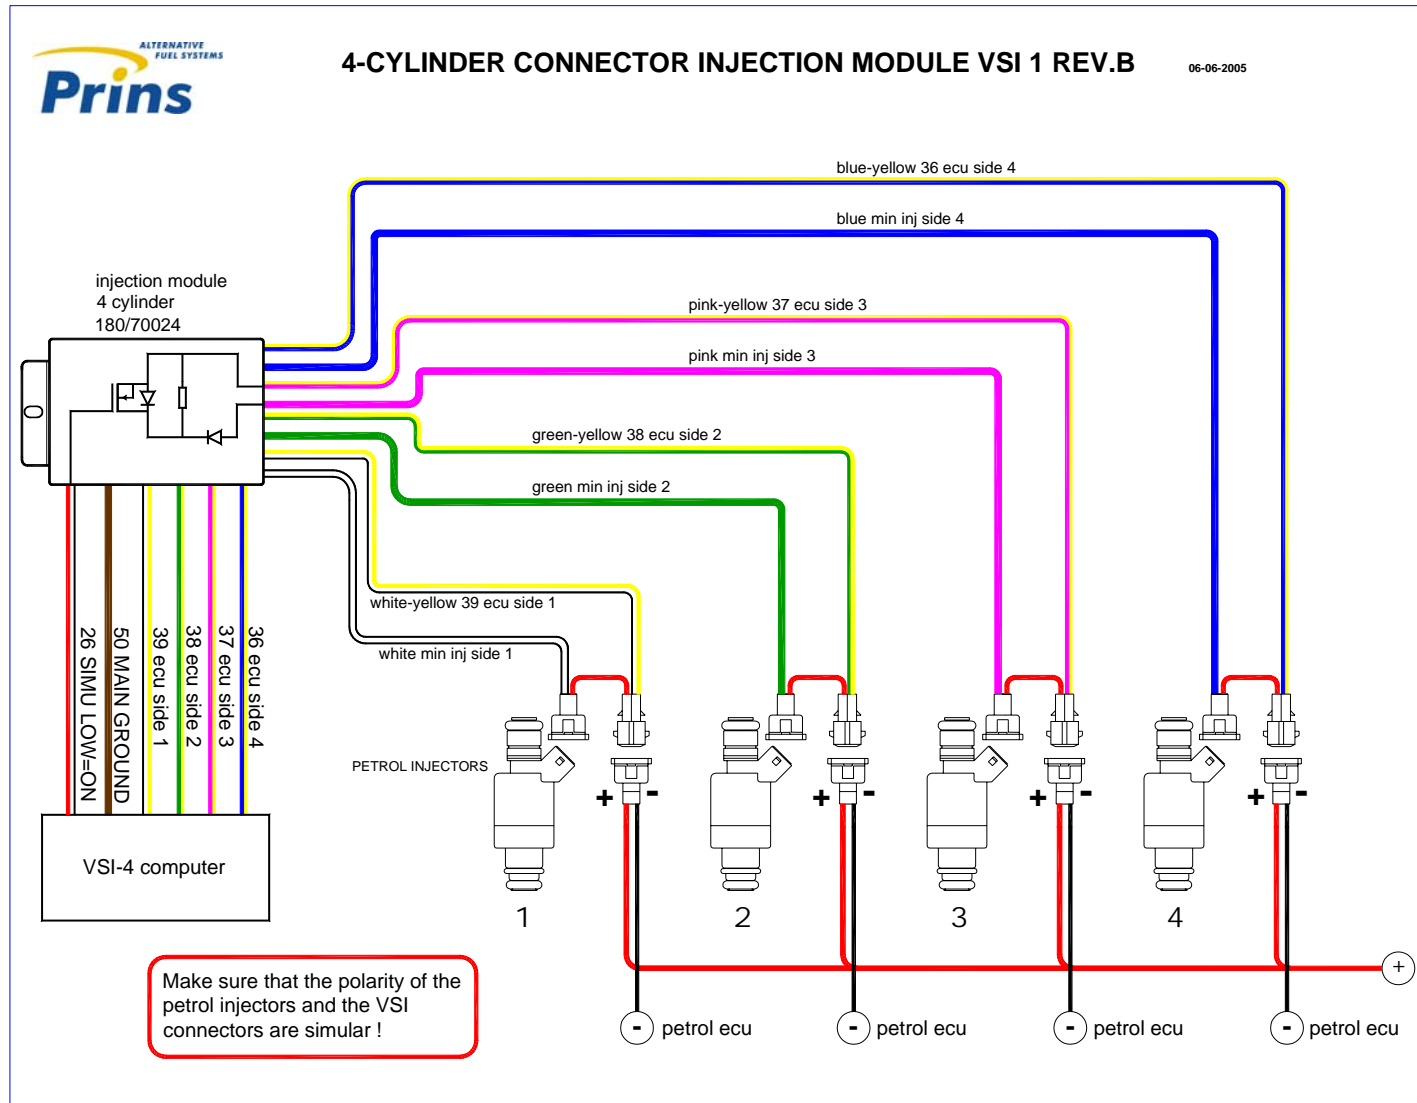 ALTERNATIVE
FUEL SYSTEMS
Prins
4-CYLINDER CONNECTOR INJECTION MODULE VSI 1 REV.B
06-06-2005
blue-yellow 36 ecu side 4
blue min inj side 4
injection module
4 cylinder
180/70024
pink-yellow 37 ecu side 3
pink min inj side 3
green-yellow 38 ecu side 2
green min inj side 2
white-yellow 39 ecu side 1
white min inj side 1
26 SIMU LOW=ON
50 MAIN GROUND
39 ecu side 1
38 ecu side 2
37 ecu side 3
36 ecu side 4
PETROL INJECTORS
+ -
+ -
+ -
+ -
VSI-4 computer
1
2
3
4
Make sure that the polarity of the
petrol injectors and the VSI
connectors are simular !
+
- petrol ecu
- petrol ecu
- petrol ecu
- petrol ecu